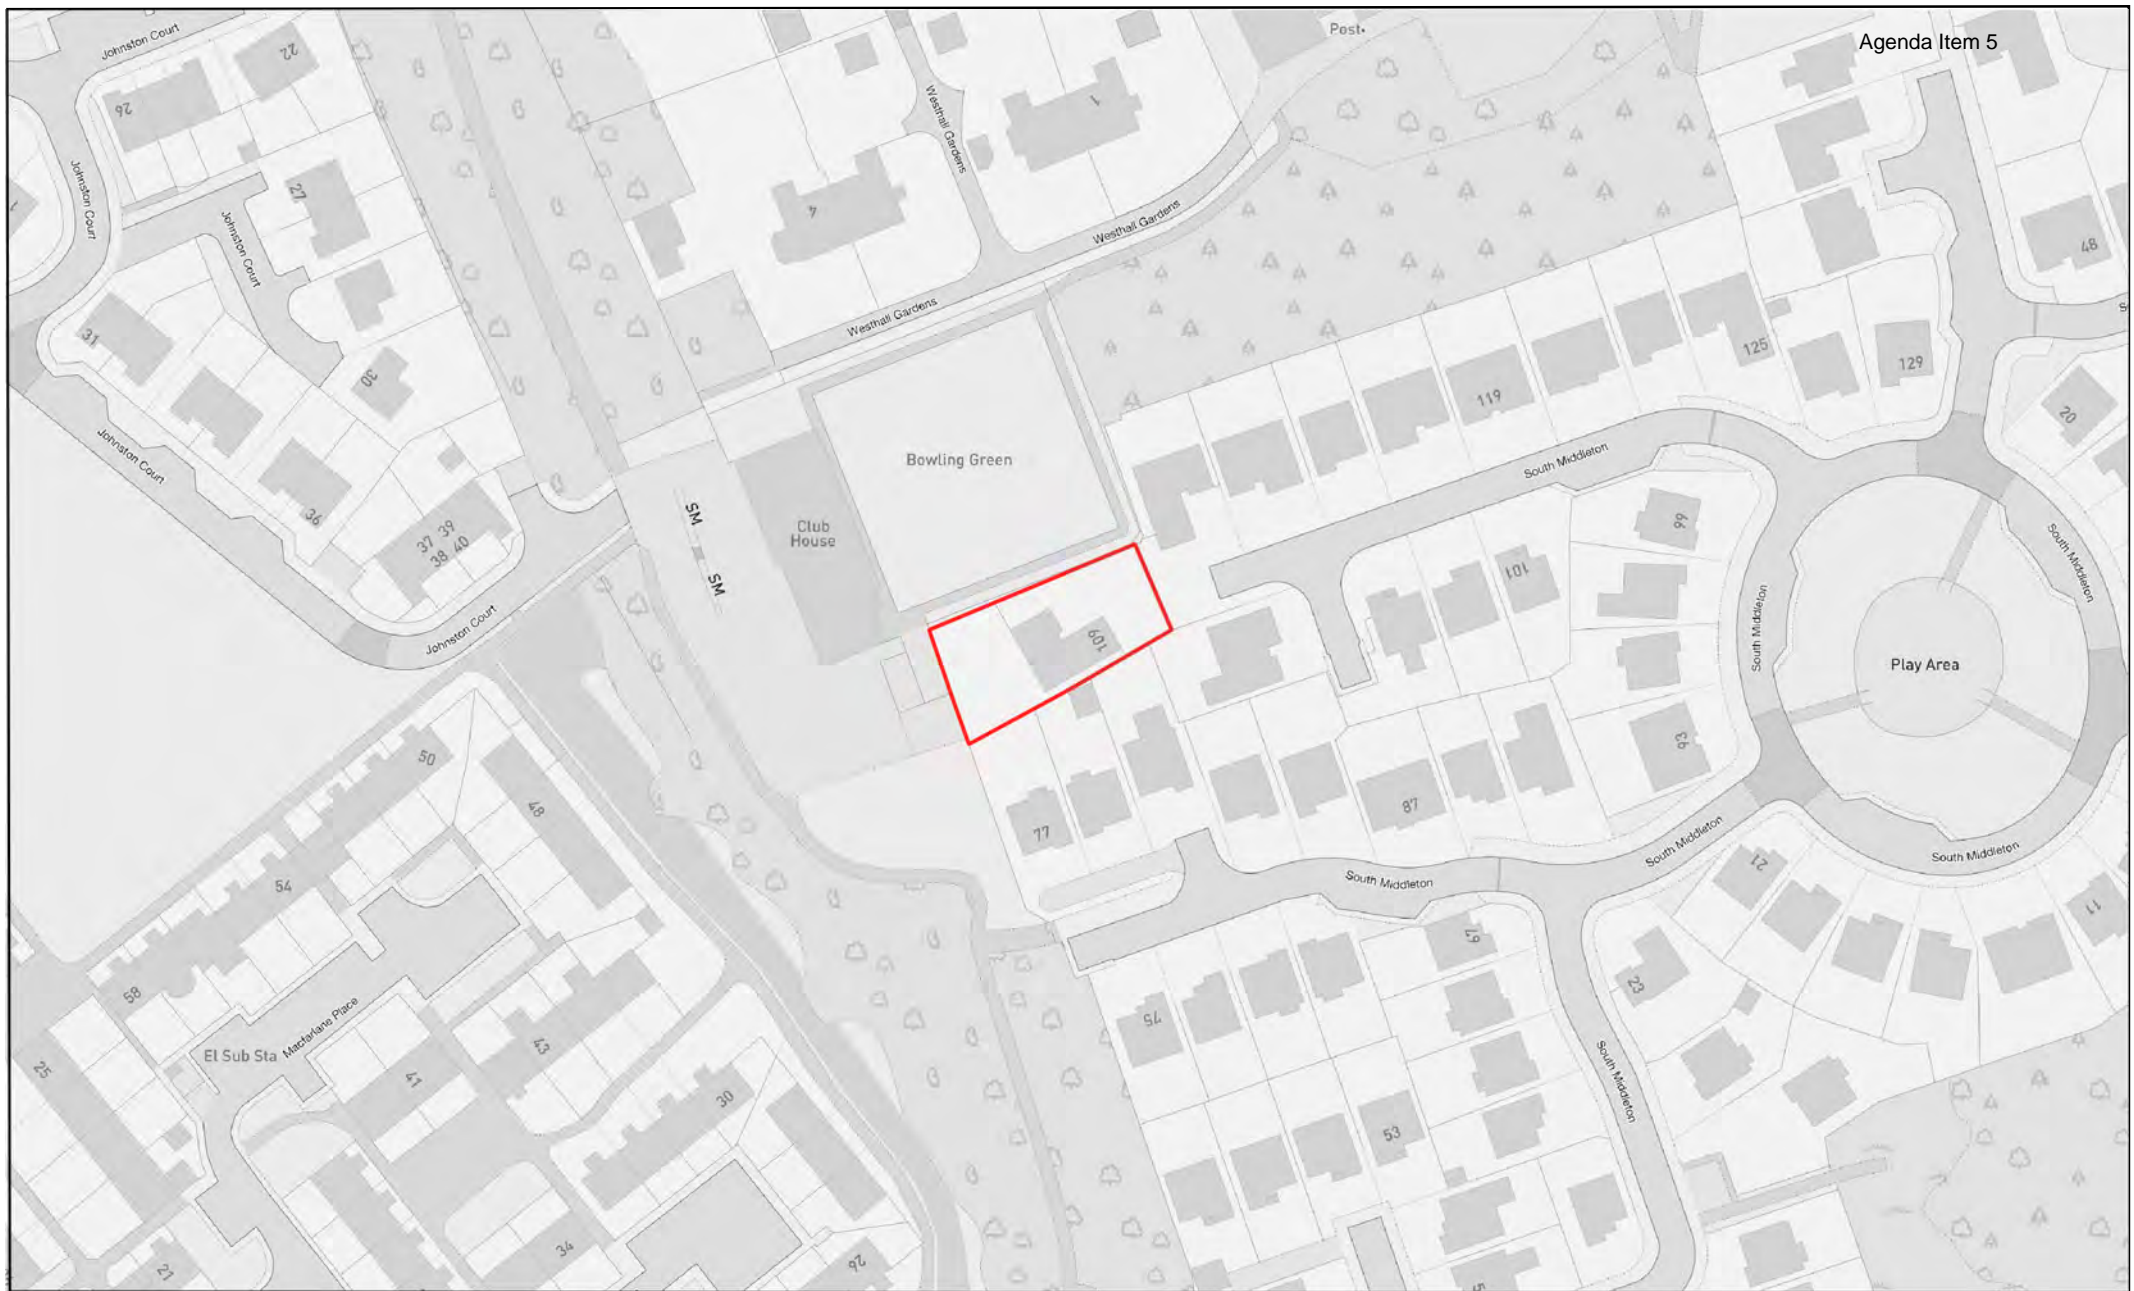 Agenda Item 5
Johnston Court
22
26
Johnston Court
27
Johnston Court
31
30
Johnston Court
36
37 39
38 40
Johnston Court
Post
1
4
Westhall Gardens
Westhall Gardens
Westhall Gardens
Bowling Green
Club
House
SM
SM
109
48
125
129
119
20
South Middleton
99
101
South Middleton
South Middleton
Play Area
93
87
77
South Middleton
South Middleton
South Middleton
21
11
67
23
75
53
South Middleton
50
48
54
58
Macfarlane Place
El Sub Sta
25
43
41
30
34
26
21